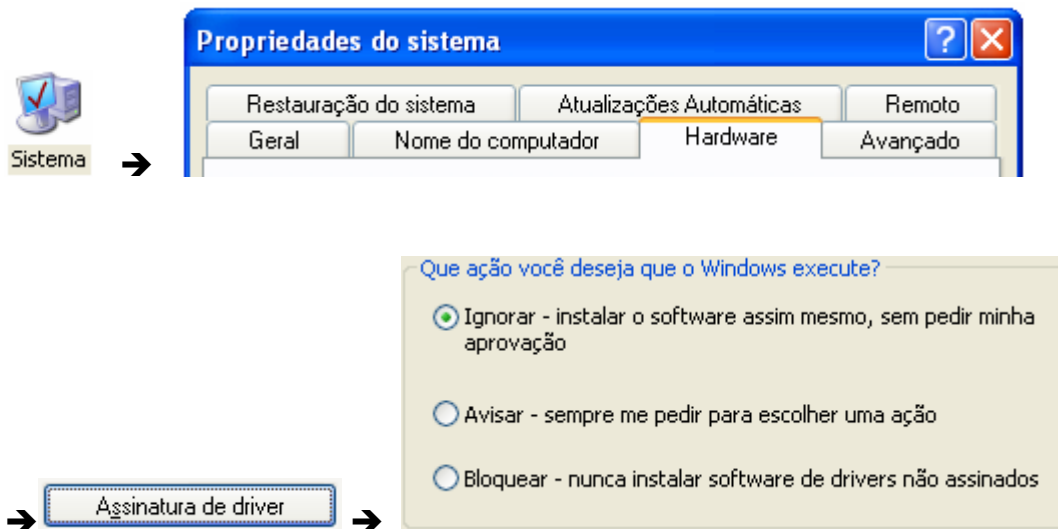 Propriedades do sistema
Restauração do sistema
Atualizações Automáticas
Remoto
Geral
Nome do computador
Hardware
Avançado
Sistema
Que ação você deseja que o Windows execute?
Ignorar - instalar o software assim mesmo, sem pedir minha
aprovação
Avisar - sempre me pedir para escolher uma ação
Bloquear - nunca instalar software de drivers não assinados
Assinatura de driver